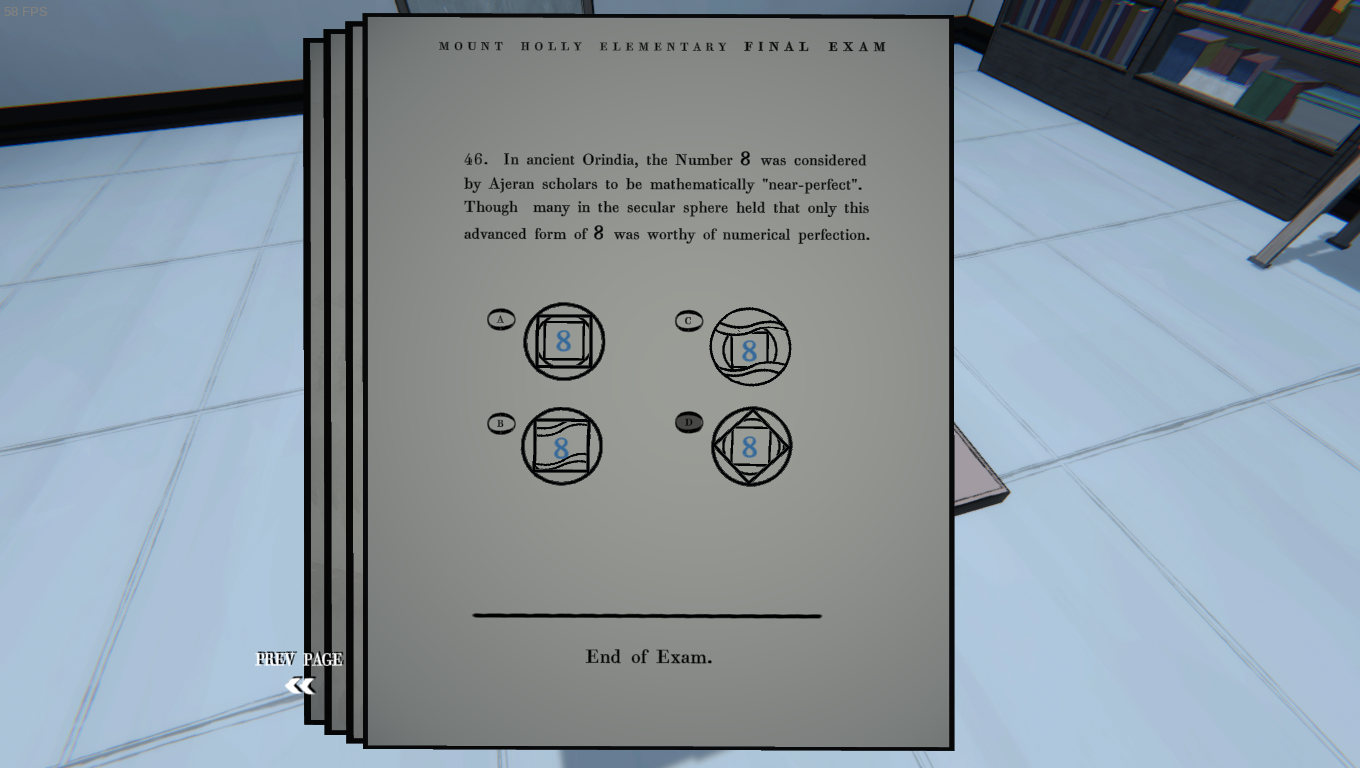 58 FPS
MOUNT HOLLY ELEMENTARY FINAL EXAM
46. In ancient Orindia, the Number 8 was considered
by Ajeran scholars to be mathematically "near-perfect".
Though many in the secular sphere held that only this
advanced form of 8 was worthy of numerical perfection.
A 8
C 8
B 8
D 8
End of Exam.
PREV PAGE